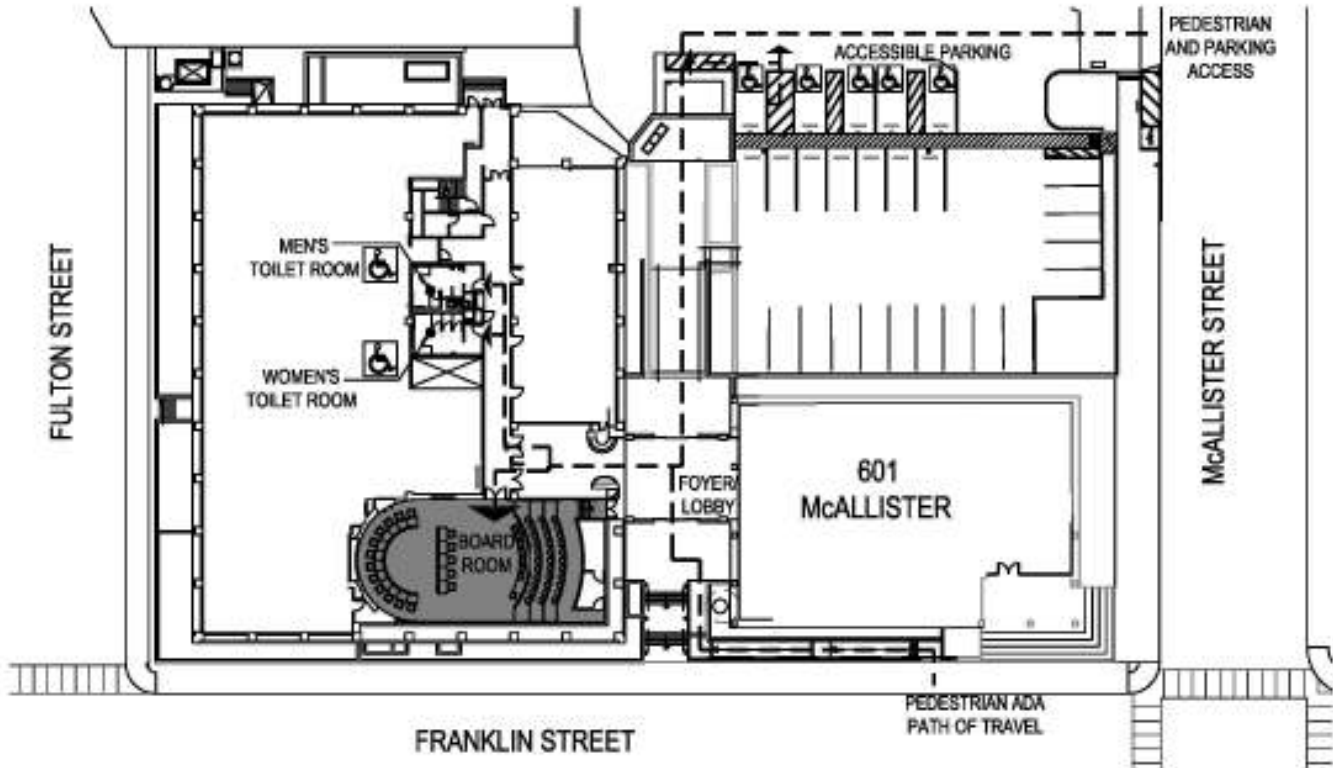 PEDESTRIAN
AND PARKING
ACCESS
ACCESSIBLE PARKING
MEN'S
TOILET ROOM
WOMEN'S
TOILET ROOM
FULTON STREET
McALLISTER STREET
601
McALLISTER
FOYER/
LOBBY
BOARD
ROOM
PEDESTRIAN ADA
PATH OF TRAVEL
FRANKLIN STREET